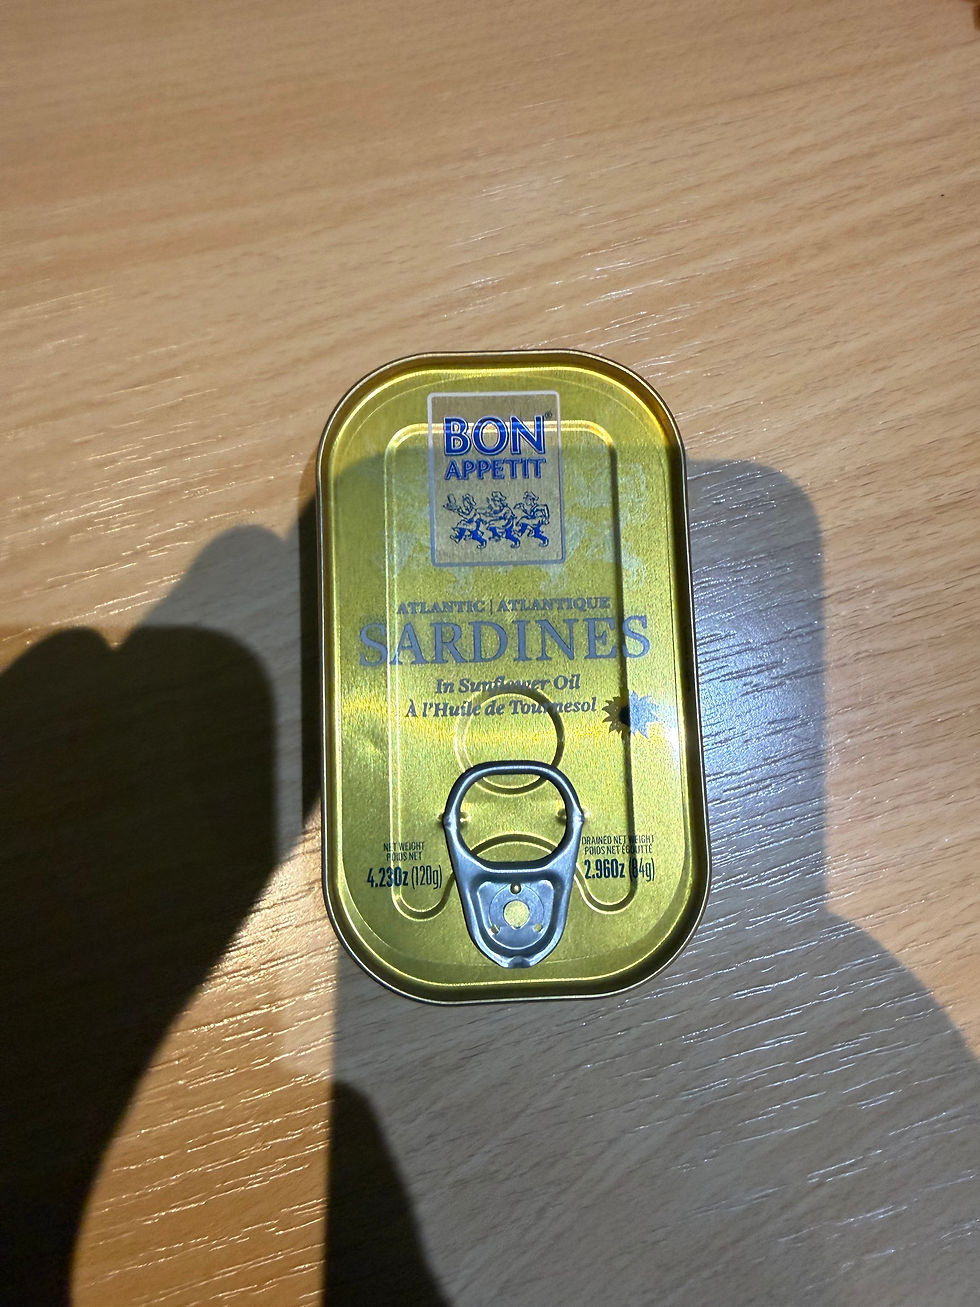 BON®
APPETIT
ATLANTIC | ATLANTIQUE
SARDINES
In Sunflower Oil
À l'Huile de Tournesol
NET WEIGHT
POIDS NET
4.23Oz (120g)
DRAINED NET WEIGHT
POIDS NET ÉGOUTTÉ
2.96Oz (84g)